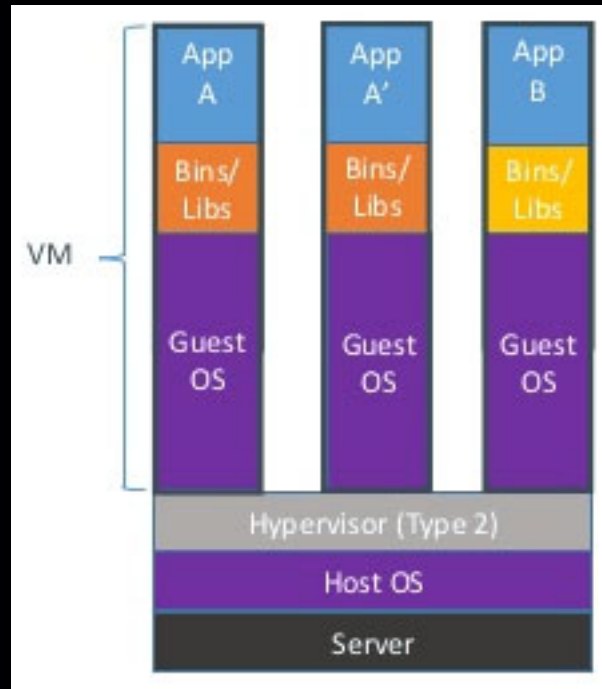 App
A
App
A’
App
B
Bins/
Libs
Bins/
Libs
Bins/
Libs
VM
Guest
OS
Guest
OS
Guest
OS
Hypervisor (Type 2)
Host OS
Server